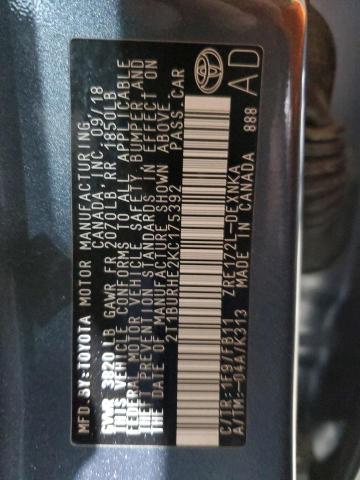 MFD. BY:TOYOTA MOTOR MANUFACTURING
CANADA, INC. 09/18
GVWR 3820 LB GAWR FR 2070LB RR 1850LB
THIS VEHICLE CONFORMS TO ALL APPLICABLE
FEDERAL MOTOR VEHICLE SAFETY, BUMPER, AND
THEFT PREVENTION STANDARDS IN EFFECT ON
THE DATE OF MANUFACTURE SHOWN ABOVE.
2T1BURHE2KC175392 PASS.CAR
C/TR:1F9/FB11 ZRE172L-DEXNKA
A/TM:-04A/K313 MADE IN CANADA 888
AD